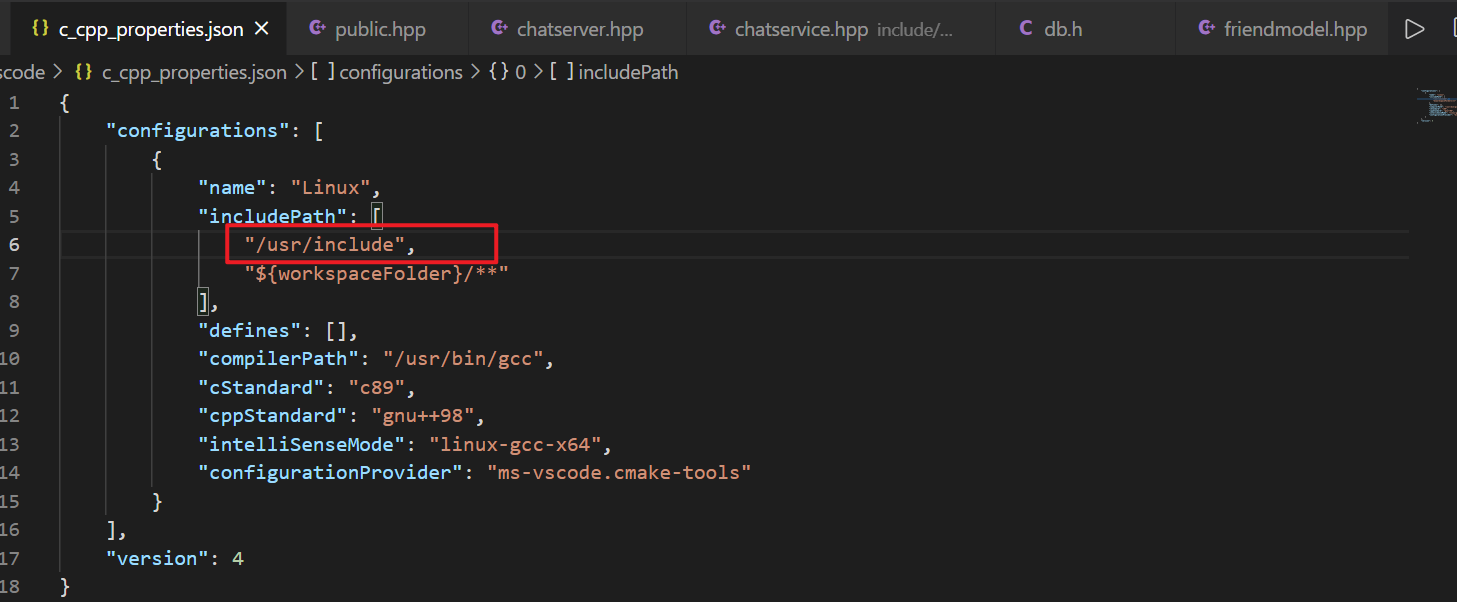 c_cpp_properties.json public.hpp chatserver.hpp chatservice.hpp include/... db.h friendmodel.hpp
scode > {} c_cpp_properties.json > [ ] configurations > {} 0 > [ ] includePath
1 {
2 "configurations": [
3 {
4 "name": "Linux",
5 "includePath": [
6 "/usr/include",
7 "${workspaceFolder}/**"
8 ],
9 "defines": [],
10 "compilerPath": "/usr/bin/gcc",
11 "cStandard": "c89",
12 "cppStandard": "gnu++98",
13 "intelliSenseMode": "linux-gcc-x64",
14 "configurationProvider": "ms-vscode.cmake-tools"
15 }
16 ],
17 "version": 4
18 }